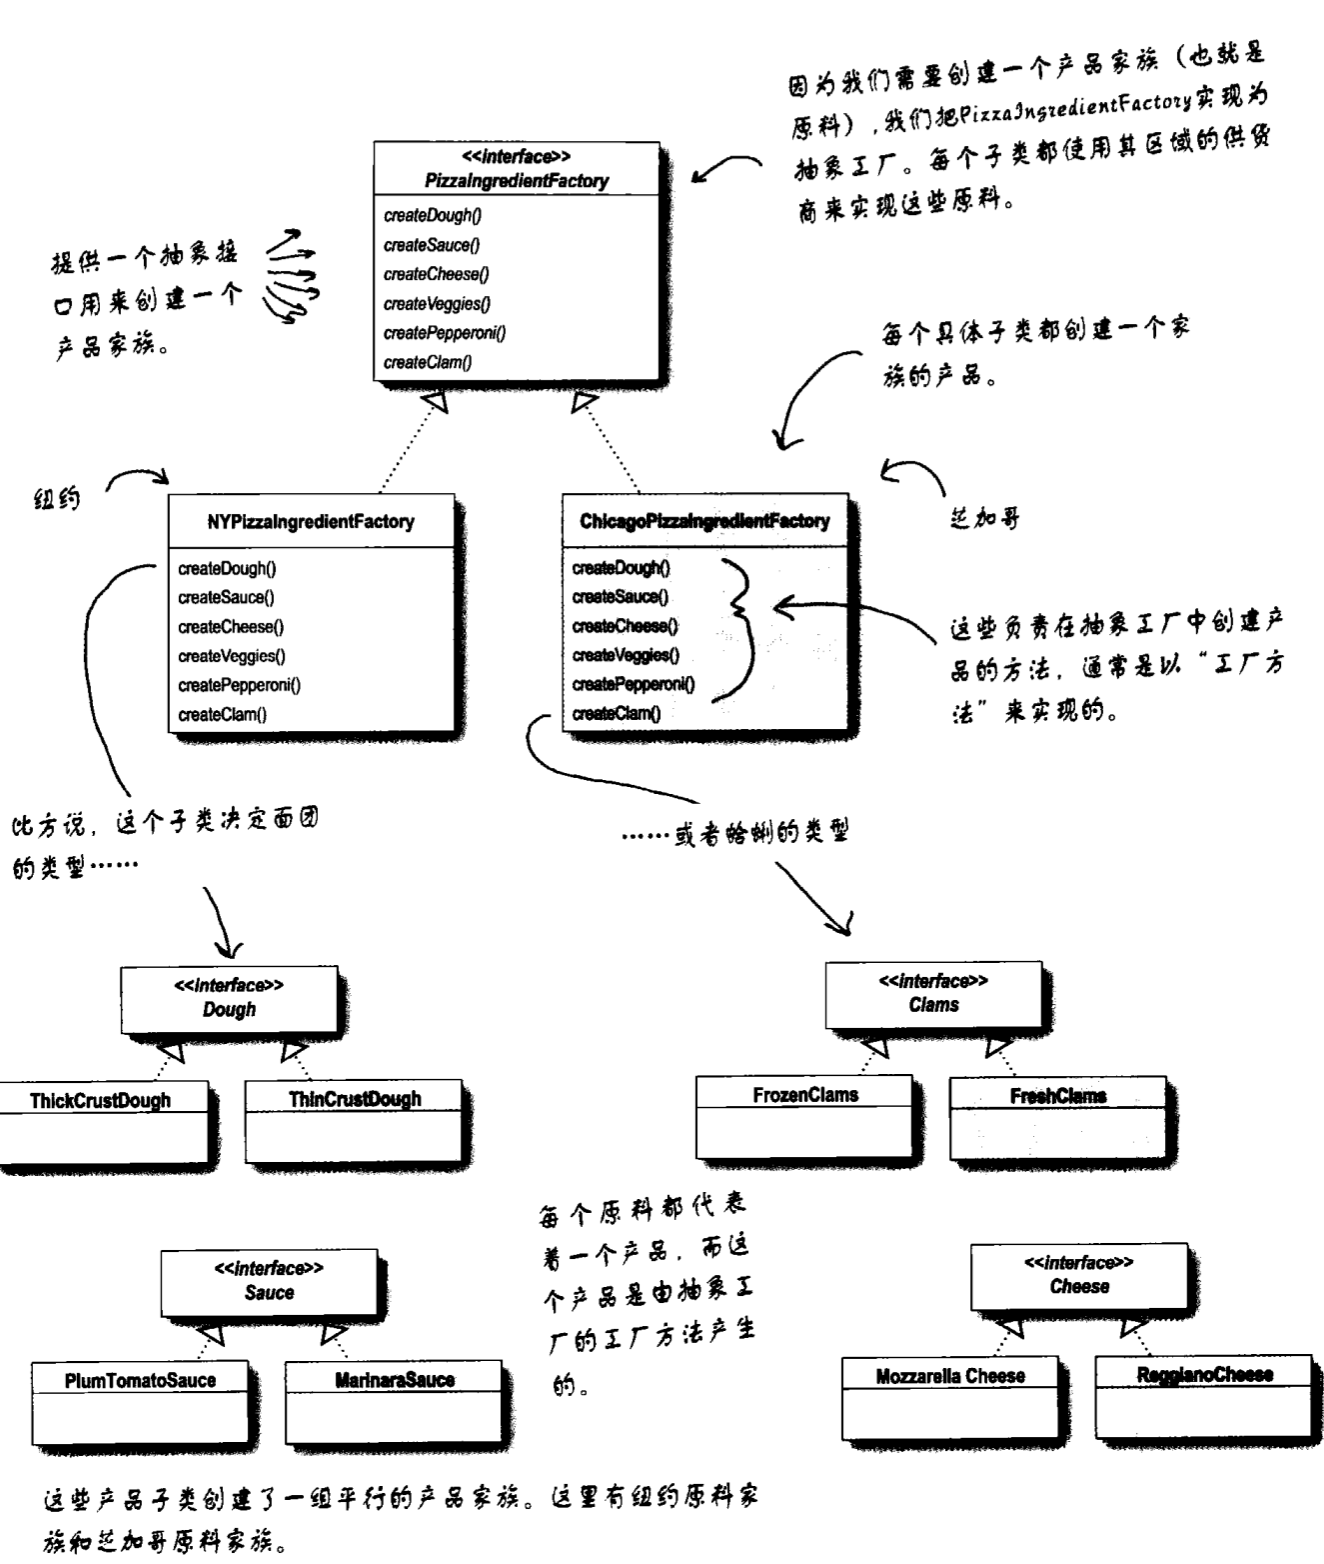 因为我们需要创建一个产品家族（也就是
原料），我们把PizzaIngredientFactory实现为
抽象工厂。每个子类都使用其区域的供货
商来实现这些原料。
<<interface>>
PizzaIngredientFactory
createDough()
createSauce()
createCheese()
createVeggies()
createPepperoni()
createClam()
提供一个抽象接
口用来创建一个
产品家族。
每个具体子类都创建一个家
族的产品。
纽约
芝加哥
NYPizzaIngredientFactory
createDough()
createSauce()
createCheese()
createVeggies()
createPepperoni()
createClam()
ChicagoPizzaIngredientFactory
createDough()
createSauce()
createCheese()
createVeggies()
createPepperoni()
createClam()
这些负责在抽象工厂中创建产
品的方法，通常是以“工厂方
法”来实现的。
比方说，这个子类决定面团
的类型……
……或者蛤蜊的类型
<<interface>>
Dough
ThickCrustDough
ThinCrustDough
<<interface>>
Clams
FrozenClams
FreshClams
每个原料都代表
着一个产品，而这
个产品是由抽象工
厂的工厂方法产生
的。
<<interface>>
Sauce
PlumTomatoSauce
MarinaraSauce
<<interface>>
Cheese
Mozzarella Cheese
ReggianoCheese
这些产品子类创建了一组平行的产品家族。这里有纽约原料家
族和芝加哥原料家族。